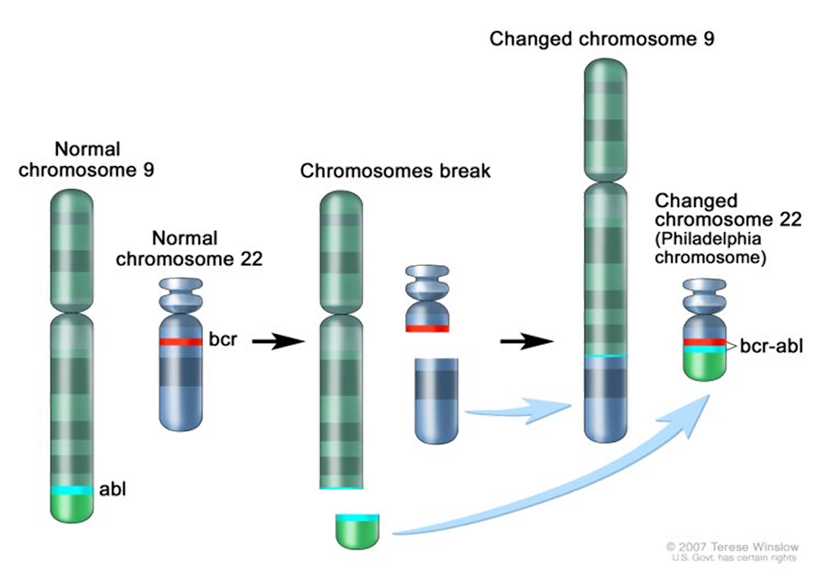 Changed chromosome 9
Normal
chromosome 9
Chromosomes break
Changed
chromosome 22
(Philadelphia
chromosome)
Normal
chromosome 22
bcr
bcr-abl
abl
© 2007 Terese Winslow
U.S. Govt. has certain rights